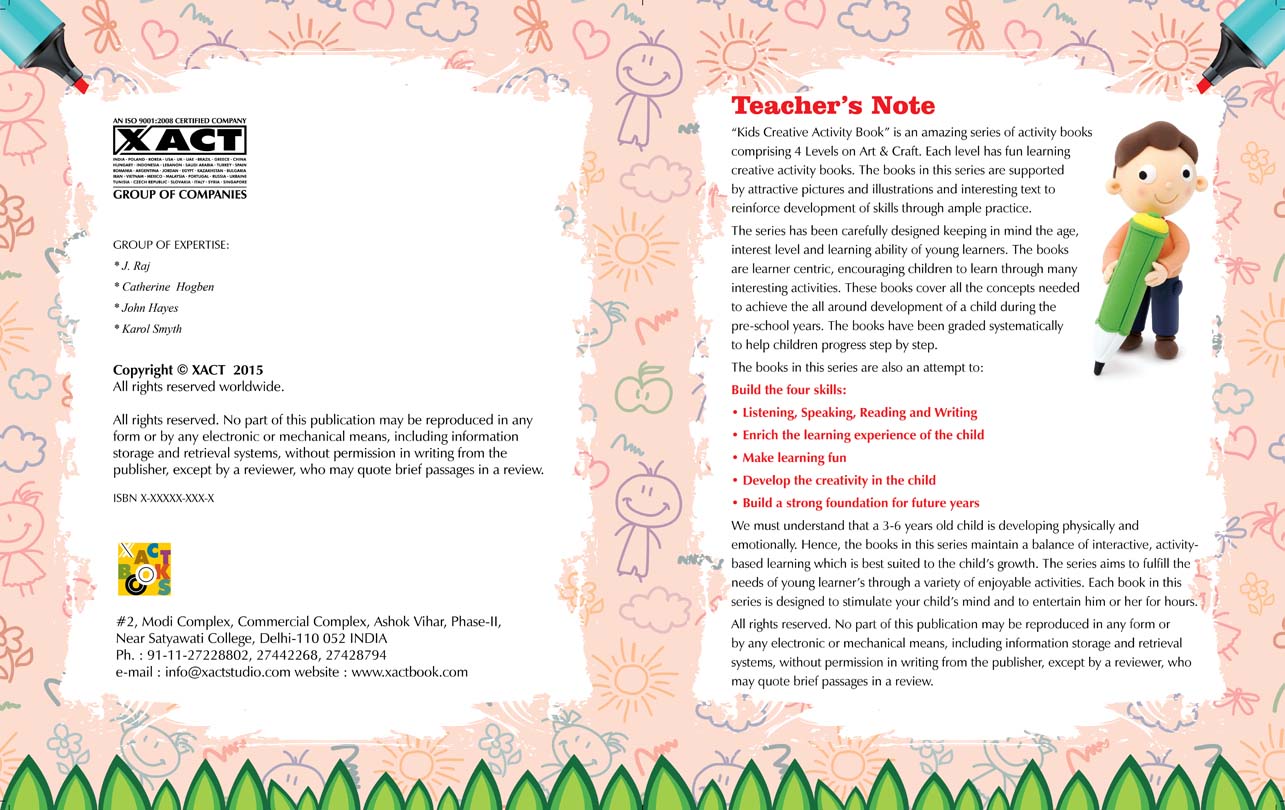 AN ISO 9001:2008 CERTIFIED COMPANY
XACT
INDIA • POLAND • KOREA • USA • UK • UAE • BRAZIL • GREECE • CHINA
HUNGARY • INDONESIA • LEBANON • SAUDI ARABIA • TURKEY • SPAIN
ROMANIA • ARGENTINA • JORDAN • EGYPT • KAZAKHSTAN • BULGARIA
IRAN • VIETNAM • MEXICO • MALAYSIA • PORTUGAL • RUSSIA • UKRAINE
TUNISIA • CZECH REPUBLIC • SLOVAKIA • ITALY • SYRIA • SINGAPORE
GROUP OF COMPANIES
GROUP OF EXPERTISE:
* J. Raj
* Catherine Hogben
* John Hayes
* Karol Smyth
Copyright © XACT 2015
All rights reserved worldwide.
All rights reserved. No part of this publication may be reproduced in any
form or by any electronic or mechanical means, including information
storage and retrieval systems, without permission in writing from the
publisher, except by a reviewer, who may quote brief passages in a review.
ISBN X-XXXXX-XXX-X
XACT
BOOKS
#2, Modi Complex, Commercial Complex, Ashok Vihar, Phase-II,
Near Satyawati College, Delhi-110 052 INDIA
Ph. : 91-11-27228802, 27442268, 27428794
e-mail : info@xactstudio.com website : www.xactbook.com
Teacher's Note
“Kids Creative Activity Book” is an amazing series of activity books
comprising 4 Levels on Art & Craft. Each level has fun learning
creative activity books. The books in this series are supported
by attractive pictures and illustrations and interesting text to
reinforce development of skills through ample practice.
The series has been carefully designed keeping in mind the age,
interest level and learning ability of young learners. The books
are learner centric, encouraging children to learn through many
interesting activities. These books cover all the concepts needed
to achieve the all around development of a child during the
pre-school years. The books have been graded systematically
to help children progress step by step.
The books in this series are also an attempt to:
Build the four skills:
• Listening, Speaking, Reading and Writing
• Enrich the learning experience of the child
• Make learning fun
• Develop the creativity in the child
• Build a strong foundation for future years
We must understand that a 3-6 years old child is developing physically and
emotionally. Hence, the books in this series maintain a balance of interactive, activity-
based learning which is best suited to the child's growth. The series aims to fulfill the
needs of young learner's through a variety of enjoyable activities. Each book in this
series is designed to stimulate your child's mind and to entertain him or her for hours.
All rights reserved. No part of this publication may be reproduced in any form or
by any electronic or mechanical means, including information storage and retrieval
systems, without permission in writing from the publisher, except by a reviewer, who
may quote brief passages in a review.